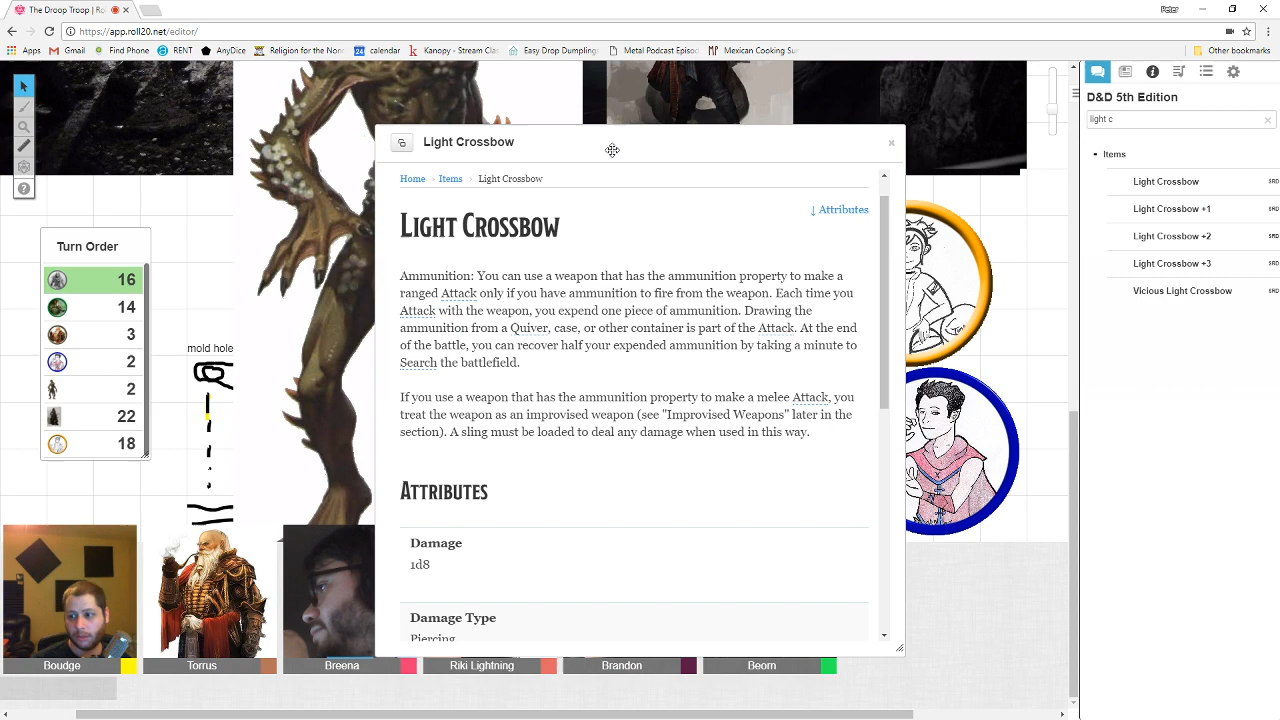 The Droop Troop | Ro
Peter
https://app.roll20.net/editor/
Apps
Gmail
Find Phone
RENT
AnyDice
Religion for the Non
calendar
Kanopy - Stream Cla
Easy Drop Dumpling
Metal Podcast Episo
Mexican Cooking Su
Other bookmarks
D&D 5th Edition
light c
Items
Light Crossbow SRD
Light Crossbow +1 SRD
Light Crossbow +2 SRD
Light Crossbow +3 SRD
Vicious Light Crossbow SRD
Turn Order
16
14
3
2
2
22
18
mold hole
Light Crossbow
Home › Items › Light Crossbow
↓ Attributes
LIGHT CROSSBOW
Ammunition: You can use a weapon that has the ammunition property to make a
ranged Attack only if you have ammunition to fire from the weapon. Each time you
Attack with the weapon, you expend one piece of ammunition. Drawing the
ammunition from a Quiver, case, or other container is part of the Attack. At the end
of the battle, you can recover half your expended ammunition by taking a minute to
Search the battlefield.
If you use a weapon that has the ammunition property to make a melee Attack, you
treat the weapon as an improvised weapon (see "Improvised Weapons" later in the
section). A sling must be loaded to deal any damage when used in this way.
ATTRIBUTES
Damage
1d8
Damage Type
Piercing
Boudge
Torrus
Breena
Riki Lightning
Brandon
Beorn